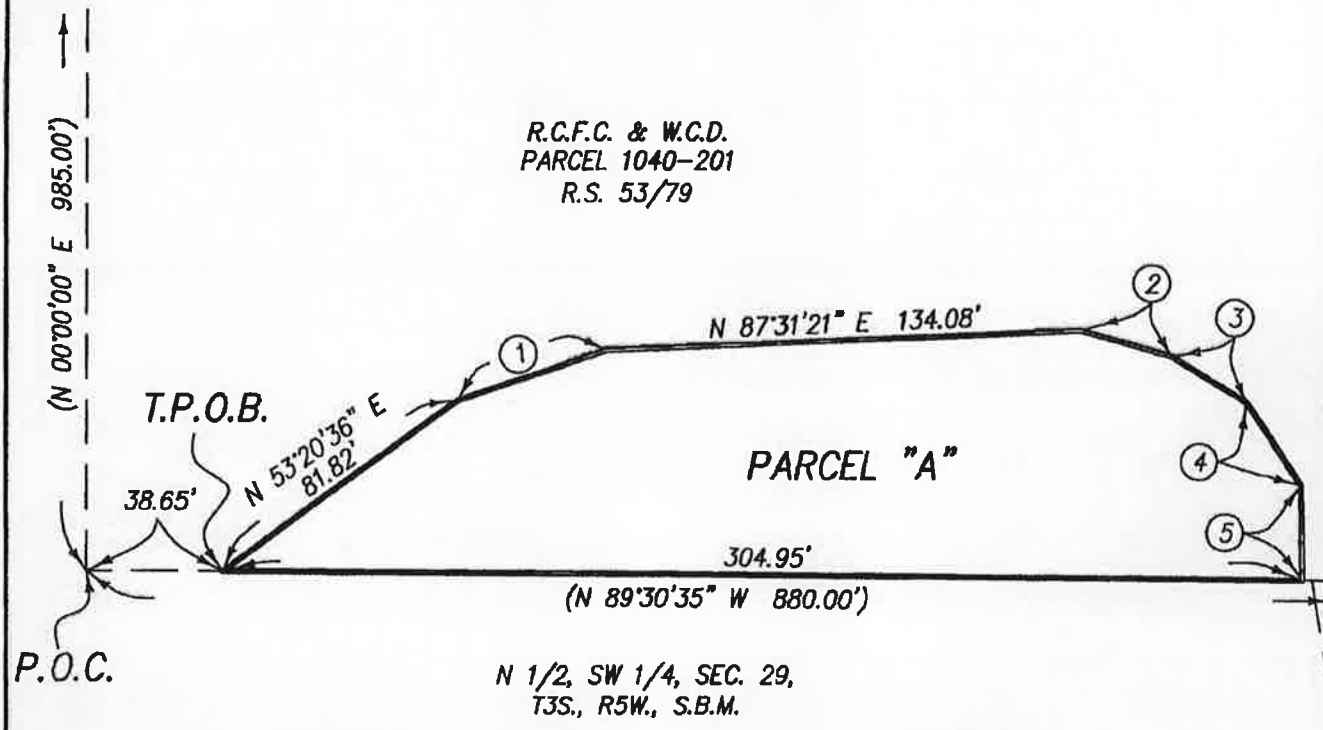 (N 00°00'00" E 985.00')
R.C.F.C. & W.C.D.
PARCEL 1040-201
R.S. 53/79
2
3
N 87°31'21" E 134.08'
1
T.P.O.B.
N 53°20'36" E
81.82'
PARCEL "A"
4
38.65'
5
304.95'
(N 89°30'35" W 880.00')
P.O.C.
N 1/2, SW 1/4, SEC. 29,
T3S., R5W., S.B.M.